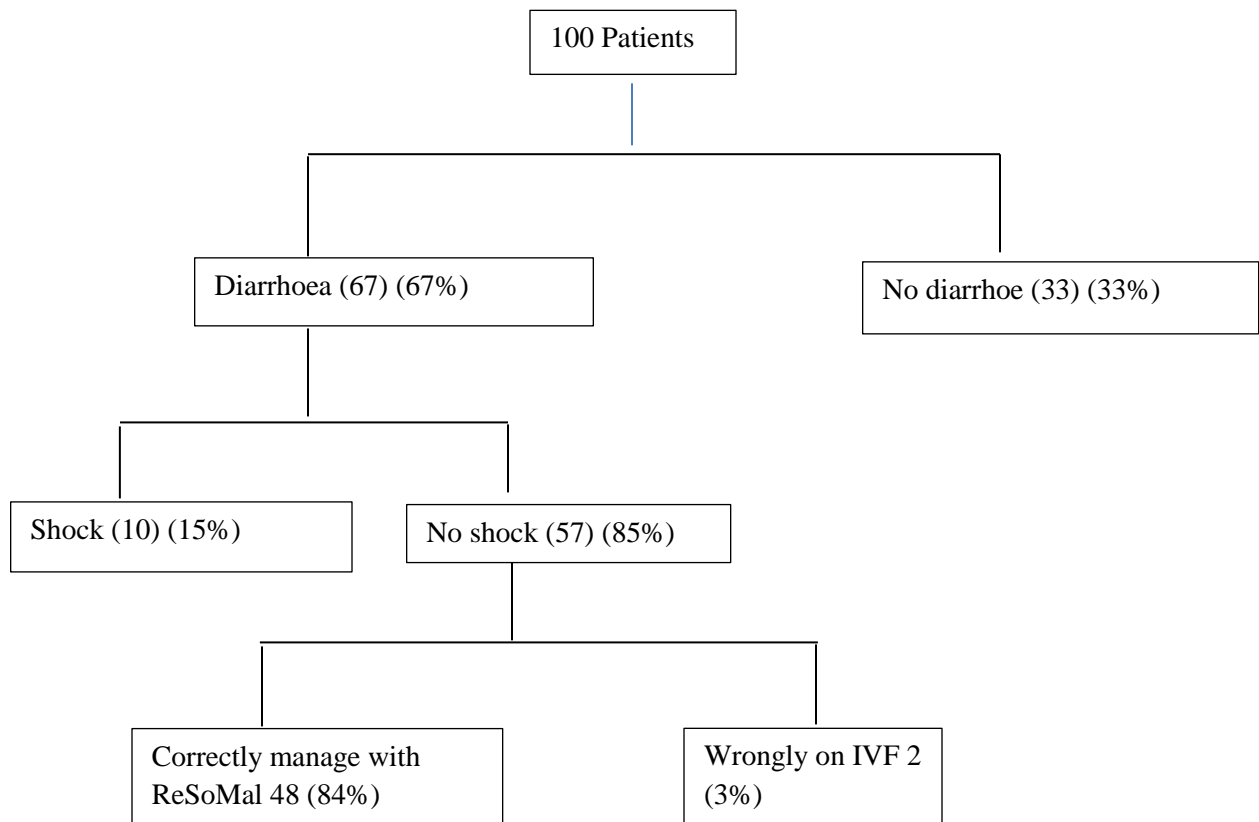 100 Patients
Diarrhoea (67) (67%)
No diarrhoe (33) (33%)
Shock (10) (15%)
No shock (57) (85%)
Correctly manage with
ReSoMal 48 (84%)
Wrongly on IVF 2
(3%)